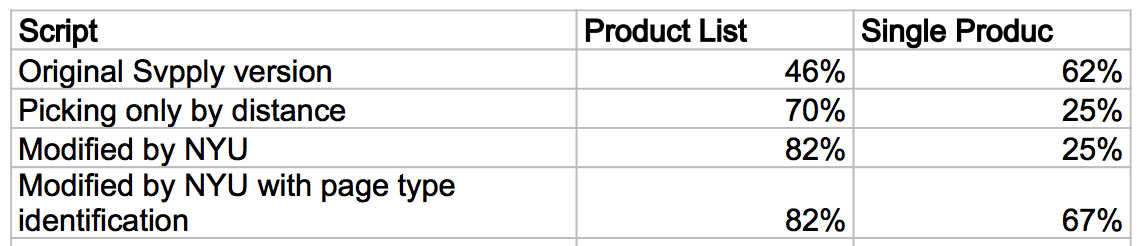 Script Product List Single Produc
Original Svpply version 46% 62%
Picking only by distance 70% 25%
Modified by NYU 82% 25%
Modified by NYU with page type
identification 82% 67%